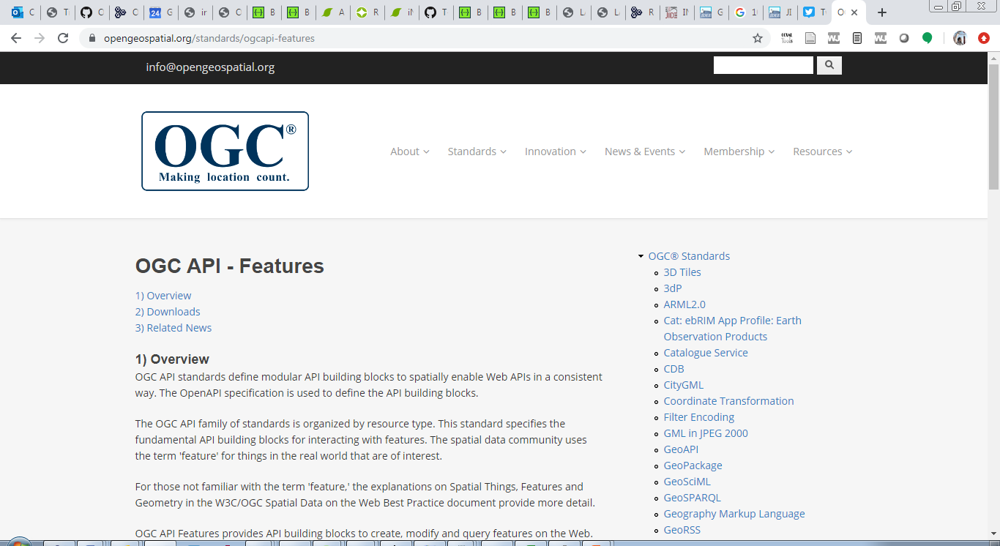 opengeospatial.org/standards/ogcapi-features
info@opengeospatial.org
OGC®
Making location count.
About
Standards
Innovation
News & Events
Membership
Resources
OGC API - Features
1) Overview
2) Downloads
3) Related News
1) Overview
OGC API standards define modular API building blocks to spatially enable Web APIs in a consistent
way. The OpenAPI specification is used to define the API building blocks.
The OGC API family of standards is organized by resource type. This standard specifies the
fundamental API building blocks for interacting with features. The spatial data community uses
the term 'feature' for things in the real world that are of interest.
For those not familiar with the term 'feature,' the explanations on Spatial Things, Features and
Geometry in the W3C/OGC Spatial Data on the Web Best Practice document provide more detail.
OGC API Features provides API building blocks to create, modify and query features on the Web.
OGC® Standards
3D Tiles
3dP
ARML2.0
Cat: ebRIM App Profile: Earth
Observation Products
Catalogue Service
CDB
CityGML
Coordinate Transformation
Filter Encoding
GML in JPEG 2000
GeoAPI
GeoPackage
GeoSciML
GeoSPARQL
Geography Markup Language
GeoRSS